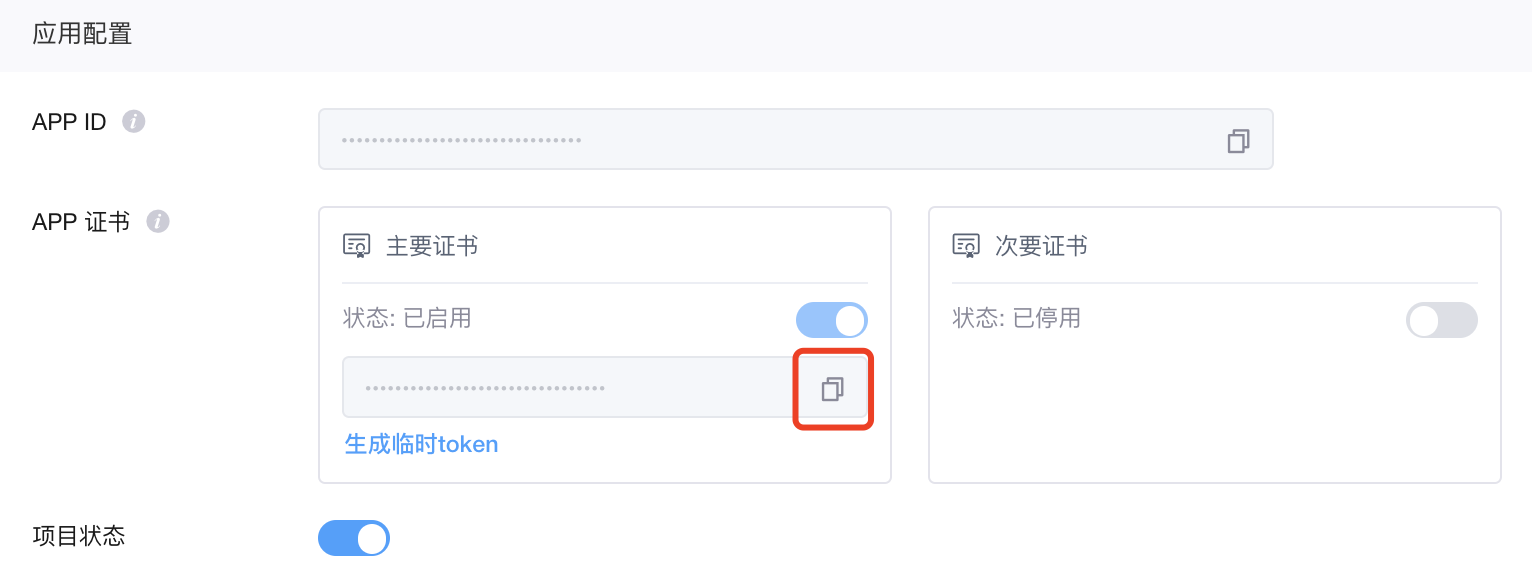 应用配置
APP ID
APP 证书
主要证书
次要证书
状态: 已启用
状态: 已停用
生成临时token
项目状态